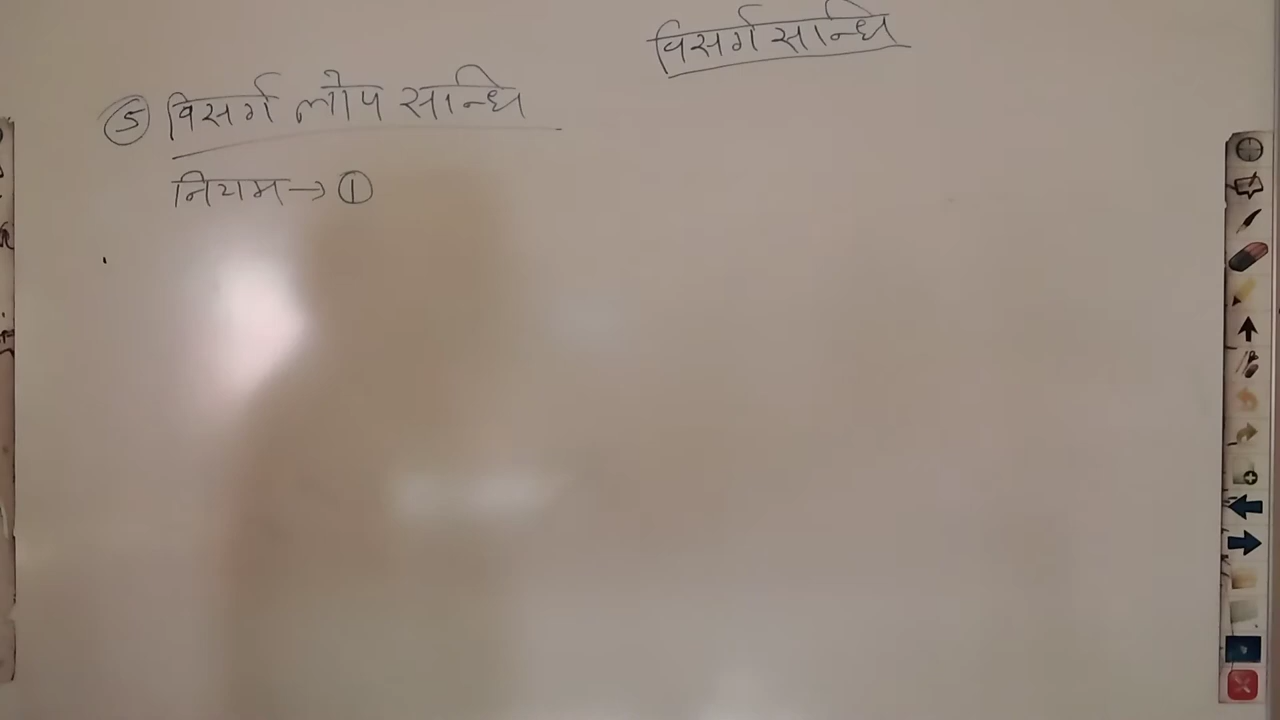 विसर्ग सन्धि
⑤ विसर्ग लोप सन्धि
नियम → ①